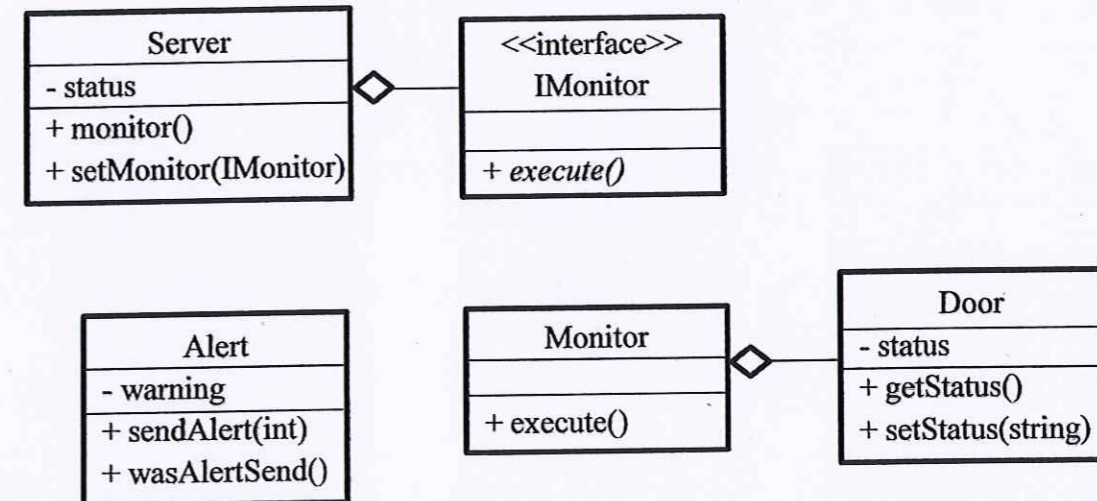 Server
- status
+ monitor()
+ setMonitor(IMonitor)
<<interface>>
IMonitor
+ execute()
Alert
- warning
+ sendAlert(int)
+ wasAlertSend()
Monitor
+ execute()
Door
- status
+ getStatus()
+ setStatus(string)